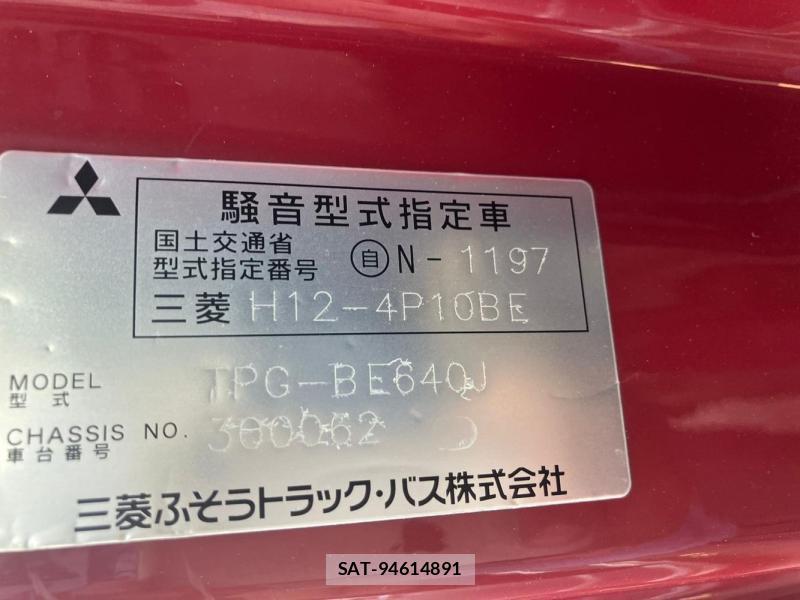 騒音型式指定車
国土交通省
型式指定番号 自 N-1197
三菱 H12-4P10BE
MODEL
型式 TPG-BE640J
CHASSIS NO.
車台番号 300062
三菱ふそうトラック・バス株式会社
SAT-94614891